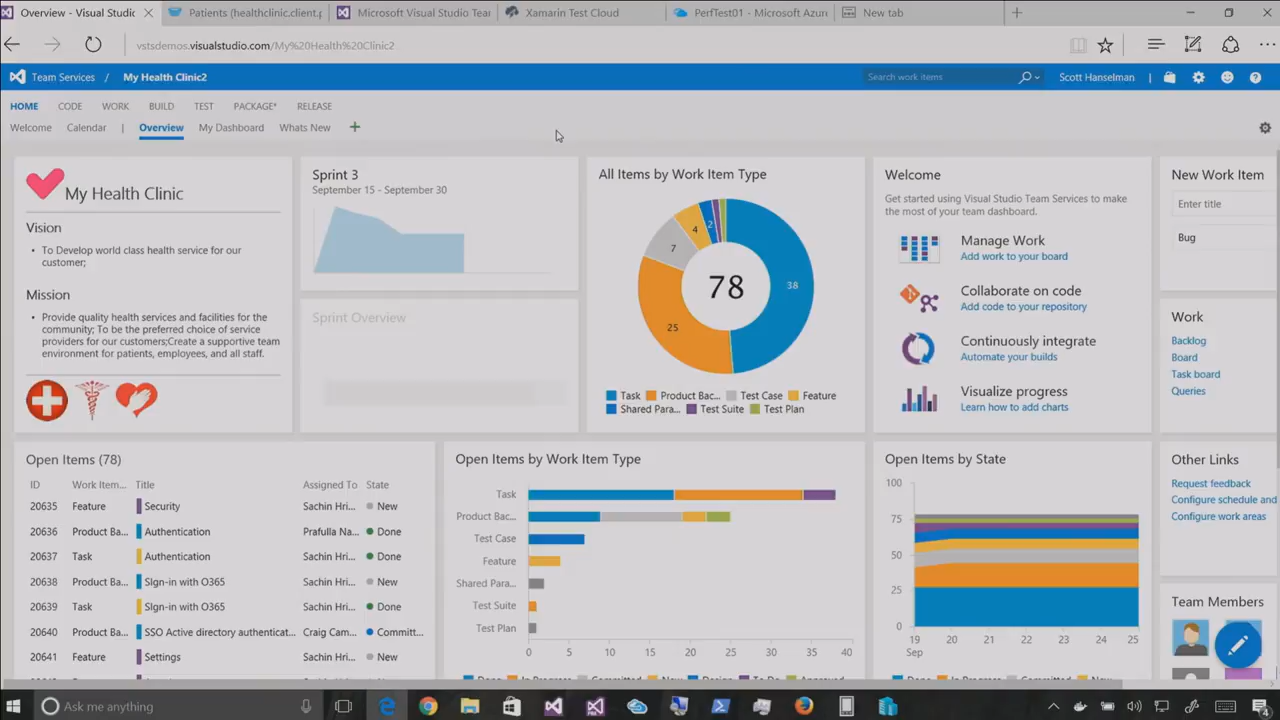 Overview - Visual Studic
Patients (healthclinic.client.p
Microsoft Visual Studio Tear
Xamarin Test Cloud
PerfTest01 - Microsoft Azun
New tab
vstsdemos.visualstudio.com/My%20Health%20Clinic2
Team Services / My Health Clinic2
Search work items
Scott Hanselman
HOME CODE WORK BUILD TEST PACKAGE* RELEASE
Welcome Calendar | Overview My Dashboard Whats New
My Health Clinic
Vision
• To Develop world class health service for our
customer;
Mission
• Provide quality health services and facilities for the
community; To be the preferred choice of service
providers for our customers;Create a supportive team
environment for patients, employees, and all staff.
Sprint 3
September 15 - September 30
Sprint Overview
All Items by Work Item Type
2
4
7
38
78
25
Task Product Bac... Test Case Feature
Shared Para... Test Suite Test Plan
Welcome
Get started using Visual Studio Team Services to make
the most of your team dashboard.
Manage Work
Add work to your board
Collaborate on code
Add code to your repository
Continuously integrate
Automate your builds
Visualize progress
Learn how to add charts
New Work Item
Enter title
Bug
Work
Backlog
Board
Task board
Queries
Open Items (78)
ID Work Item... Title Assigned To State
20635 Feature Security Sachin Hri... New
20636 Product Ba... Authentication Prafulla Na... Done
20637 Task Authentication Sachin Hri... Done
20638 Product Ba... SIgn-in with O365 Sachin Hri... New
20639 Task SIgn-in with O365 Sachin Hri... Done
20640 Product Ba... SSO Active directory authenticat... Craig Cam... Committ...
20641 Feature Settings Sachin Hri... New
Open Items by Work Item Type
Task
Product Bac...
Test Case
Feature
Shared Para...
Test Suite
Test Plan
0 5 10 15 20 25 30 35 40
Open Items by State
100
75
50
25
0
19 20 21 22 23 24 25
Sep
Other Links
Request feedback
Configure schedule and
Configure work areas
Team Members
Ask me anything